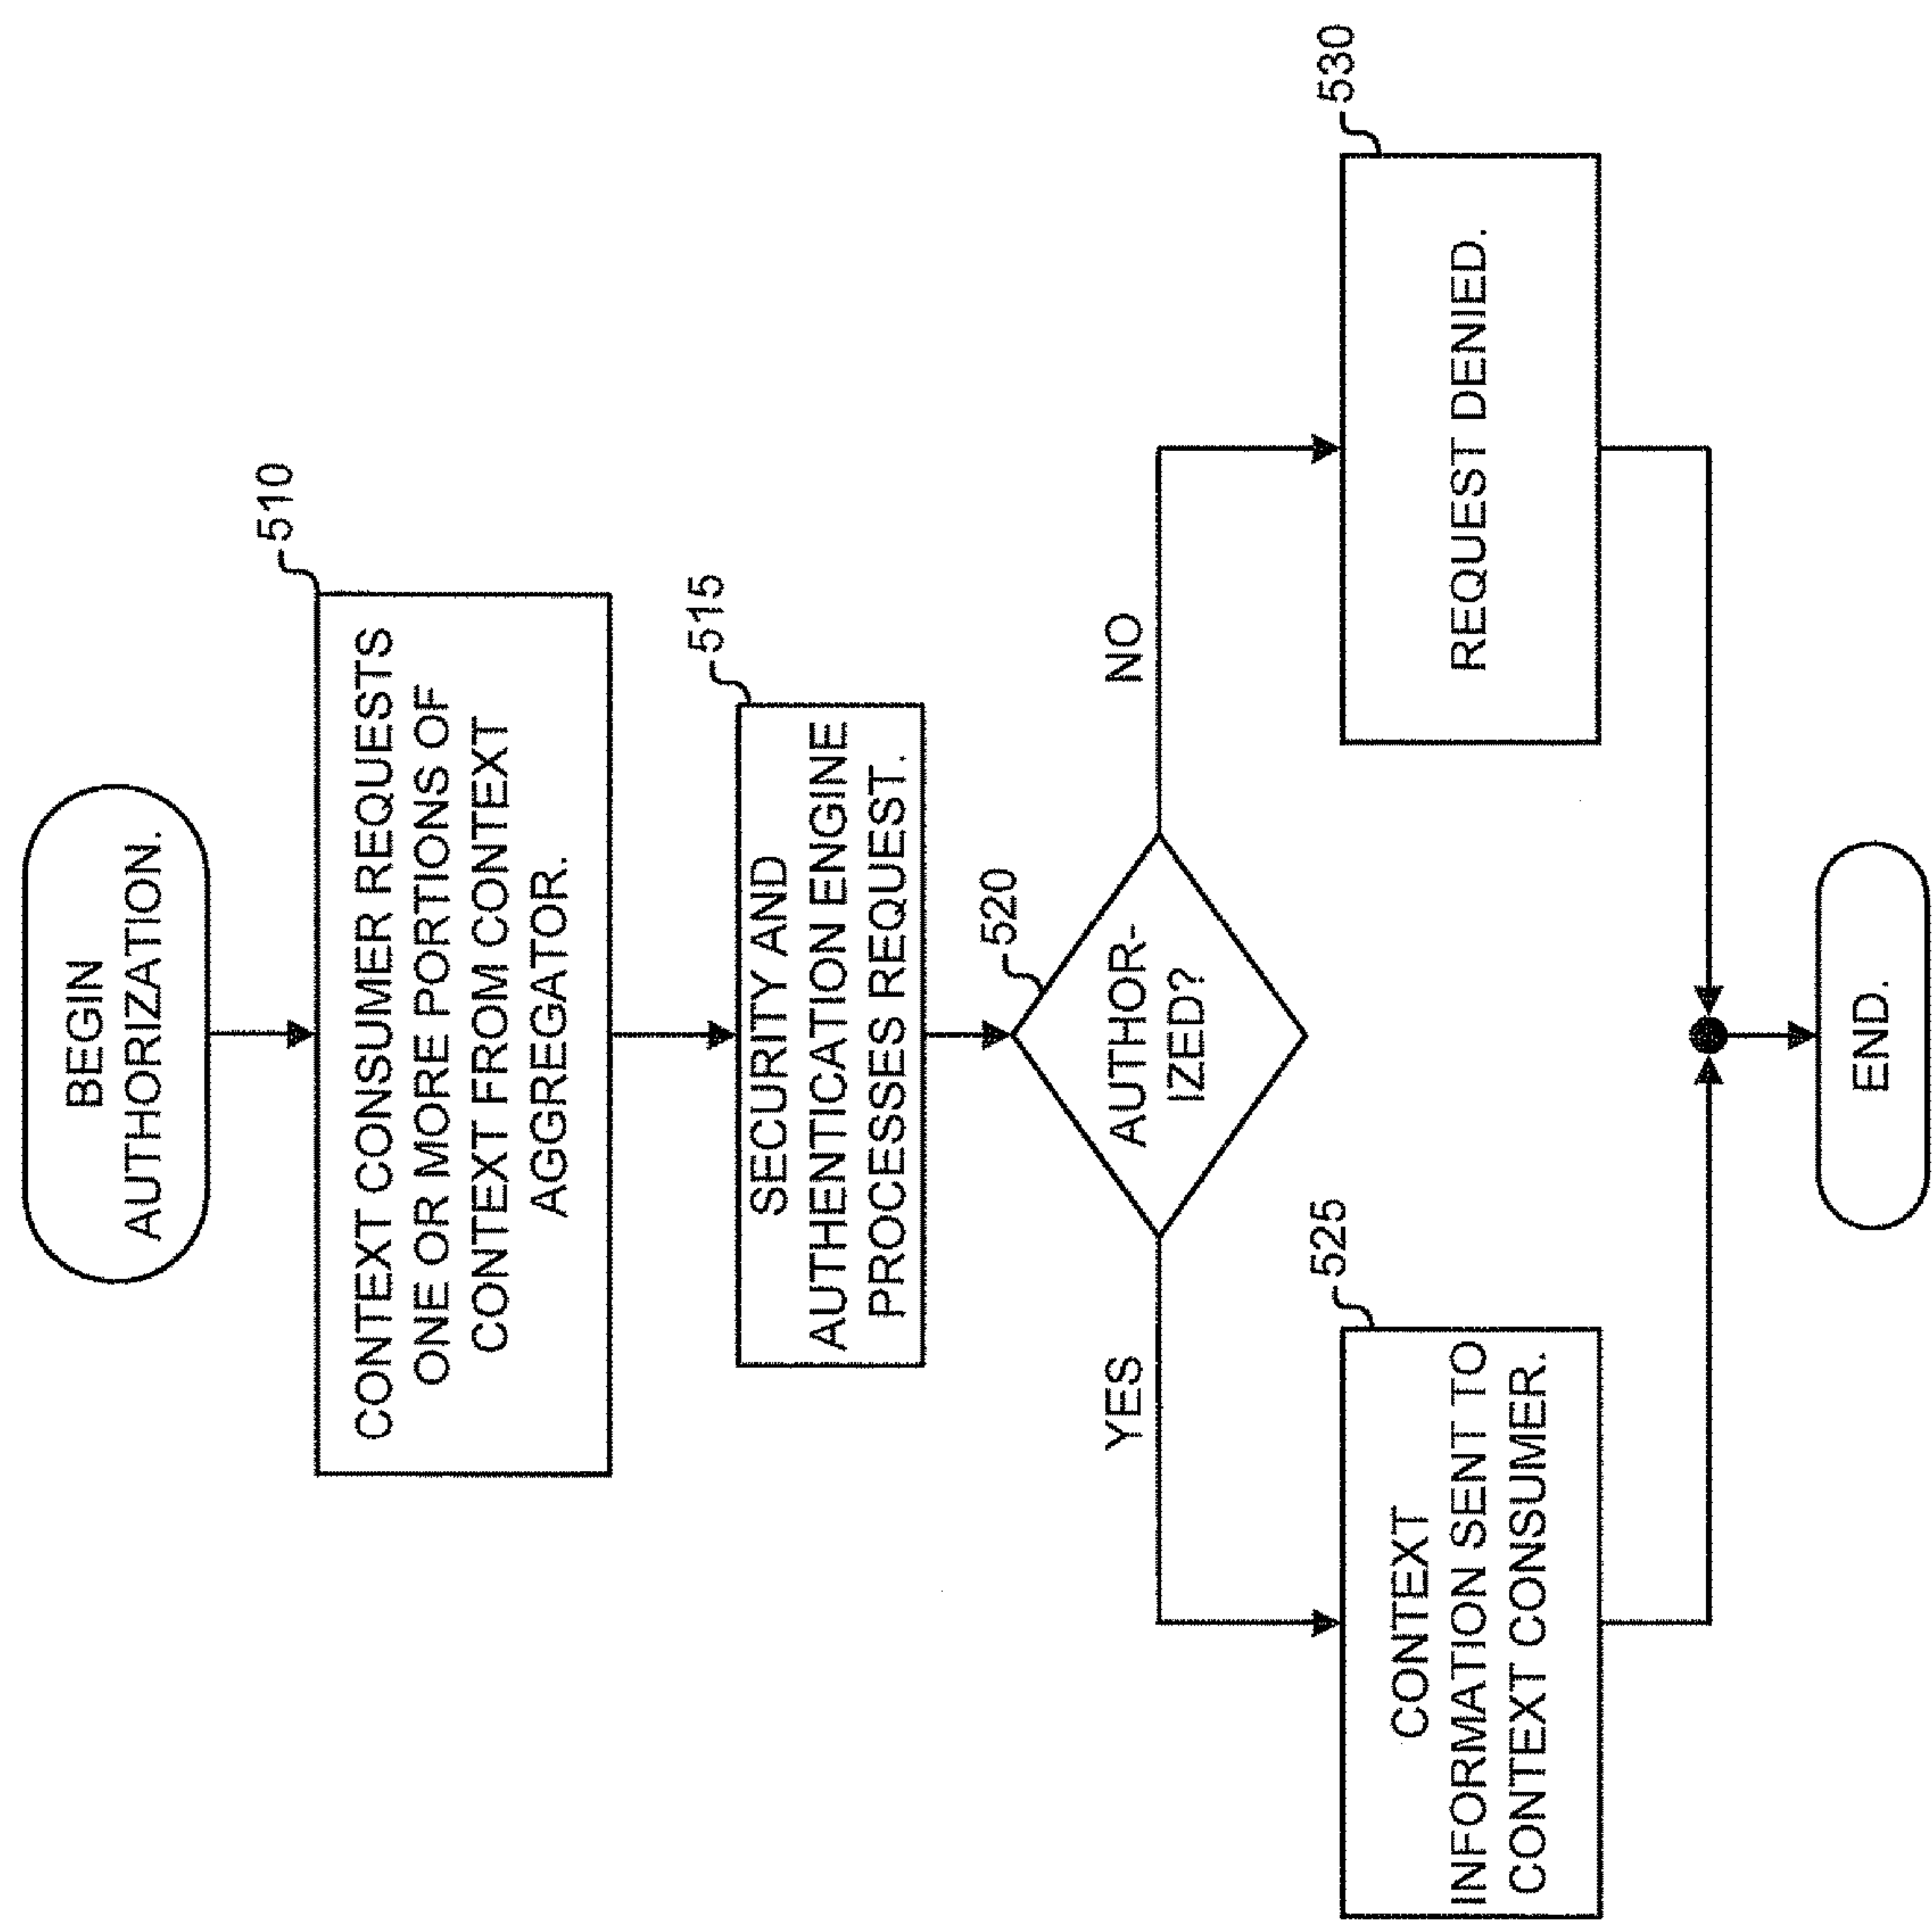 BEGIN
AUTHORIZATION.
510
CONTEXT CONSUMER REQUESTS
ONE OR MORE PORTIONS OF
CONTEXT FROM CONTEXT
AGGREGATOR.
515
SECURITY AND
AUTHENTICATION ENGINE
PROCESSES REQUEST.
520
AUTHOR-
IZED?
YES
NO
525
CONTEXT
INFORMATION SENT TO
CONTEXT CONSUMER.
530
REQUEST DENIED.
END.